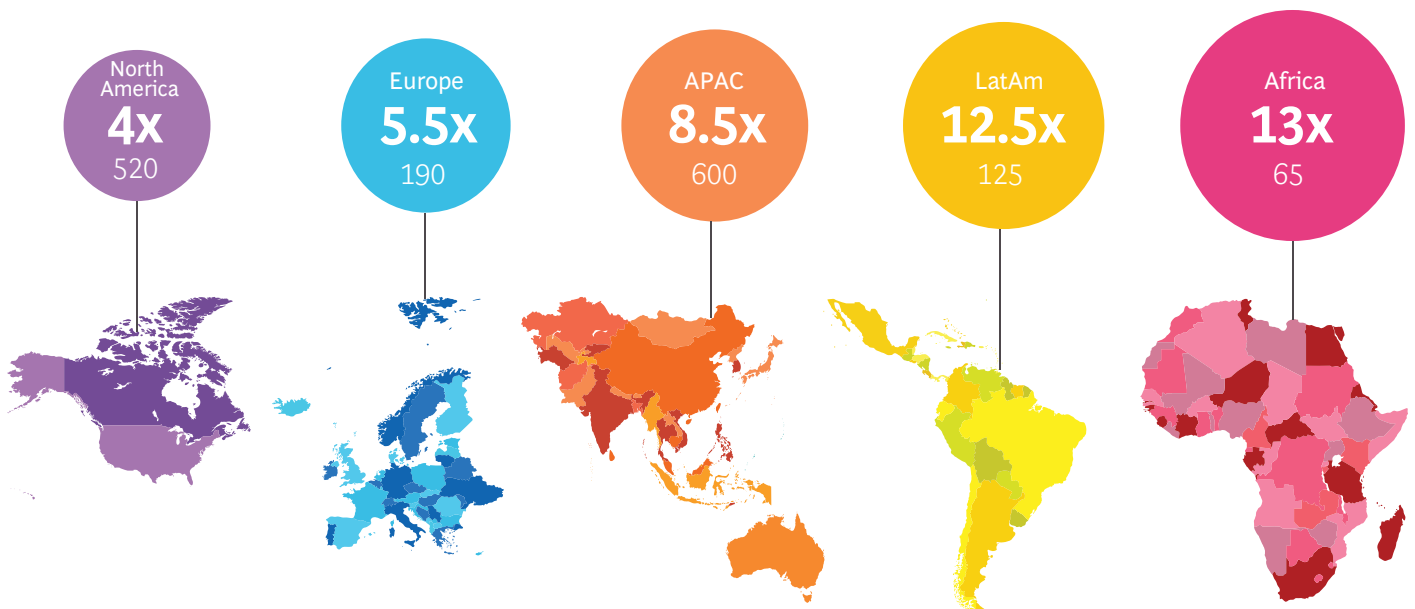 North
America
4x
520
Europe
5.5x
190
APAC
8.5x
600
LatAm
12.5x
125
Africa
13x
65